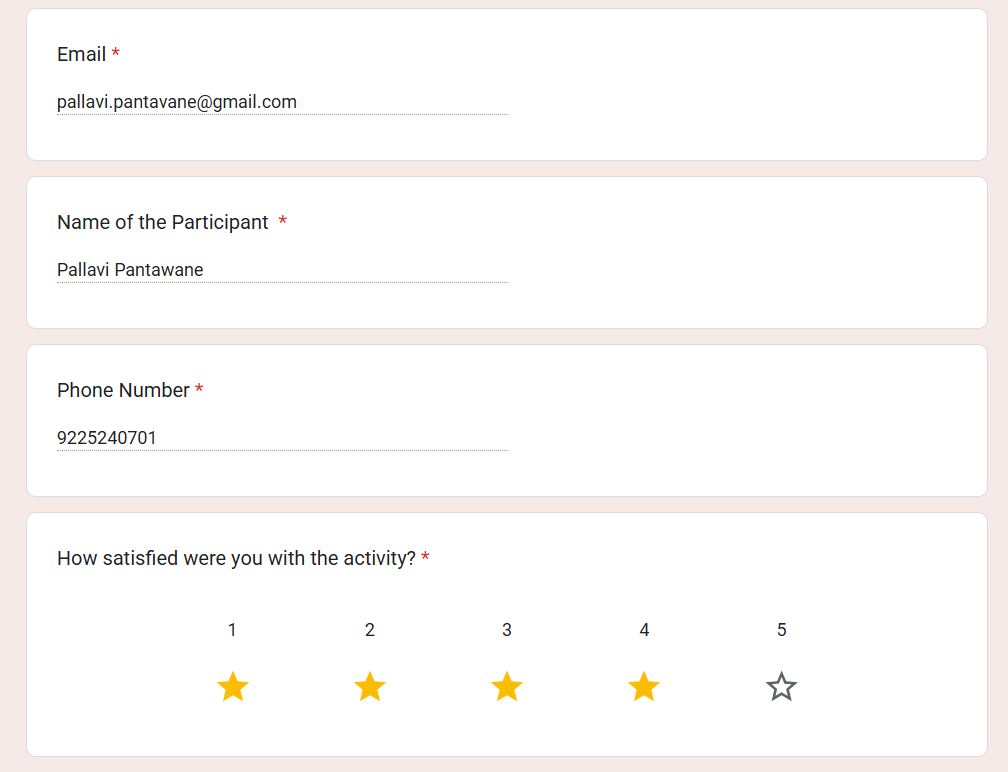 Email *
pallavi.pantavane@gmail.com
Name of the Participant *
Pallavi Pantawane
Phone Number *
9225240701
How satisfied were you with the activity? *
1 2 3 4 5